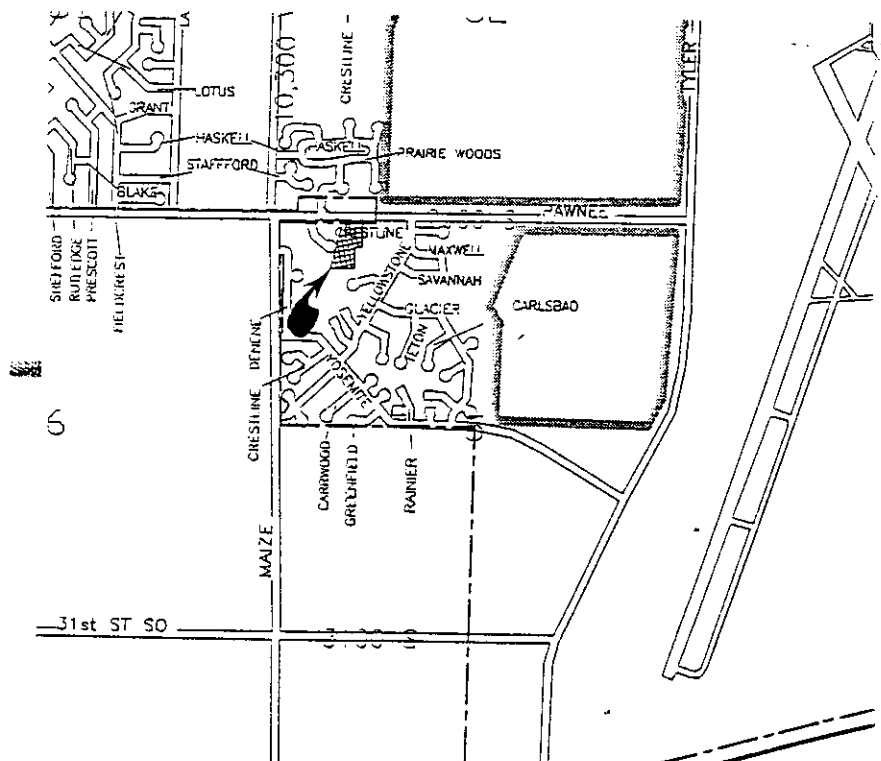 TYLER
10,300
CRESTLINE
LOTUS
GRANT
HASKELL
HASKELL
STAFFFORD
PRAIRIE WOODS
BLAKE
PAWNEE
CRESTLINE
MAXWELL
SHEFFORD
RUTLEDGE
PRESCOTT
FIELDCREST
YELLOWSTONE
SAVANNAH
GLACIER
CARLSBAD
DENENE
TETON
CRESTLINE
YOSEMITE
6
CARRWOOD
GREENFIELD
RAINIER
MAIZE
31st ST SO